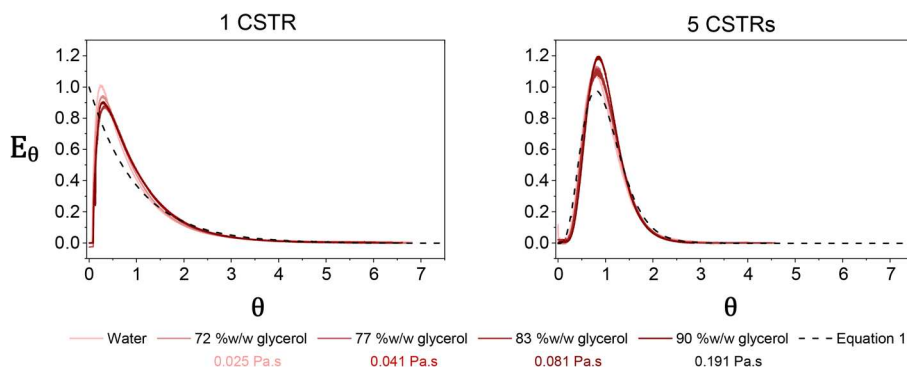 1 CSTR
5 CSTRs
1.2
1.0
0.8
0.6
0.4
0.2
0.0
E_θ
0 1 2 3 4 5 6 7
θ
1.2
1.0
0.8
0.6
0.4
0.2
0.0
0 1 2 3 4 5 6 7
θ
Water 72 %w/w glycerol 77 %w/w glycerol 83 %w/w glycerol 90 %w/w glycerol Equation 1
0.025 Pa.s 0.041 Pa.s 0.081 Pa.s 0.191 Pa.s